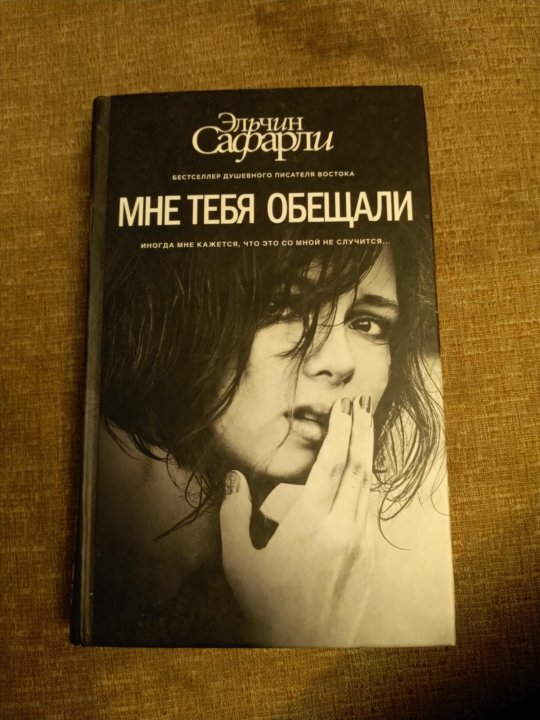 Эльчин
Сафарли
БЕСТСЕЛЛЕР ДУШЕВНОГО ПИСАТЕЛЯ ВОСТОКА
МНЕ ТЕБЯ ОБЕЩАЛИ
ИНОГДА МНЕ КАЖЕТСЯ, ЧТО ЭТО СО МНОЙ НЕ СЛУЧИТСЯ...